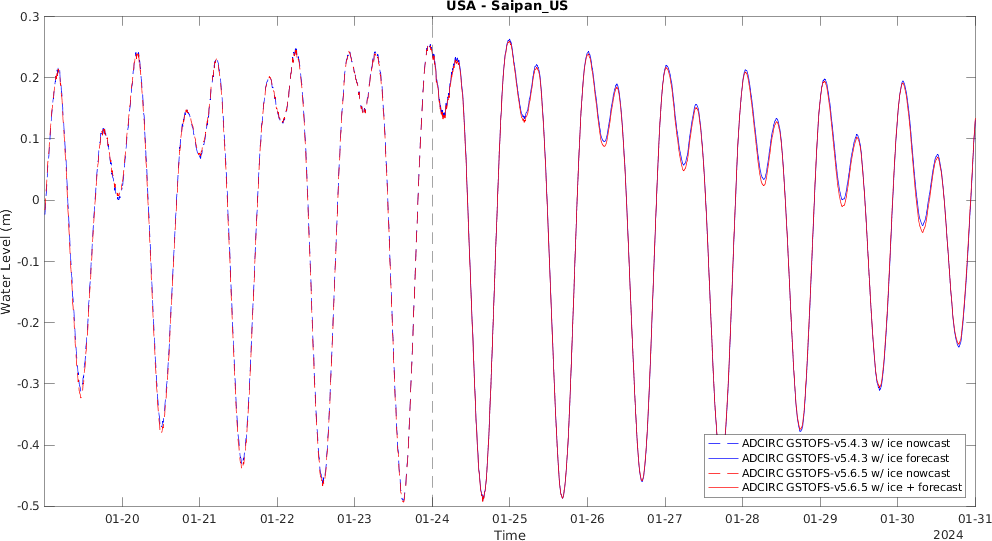 USA - Saipan_US
0.3
0.2
0.1
0
-0.1
-0.2
-0.3
-0.4
-0.5
Water Level (m)
ADCIRC GSTOFS-v5.4.3 w/ ice nowcast
ADCIRC GSTOFS-v5.4.3 w/ ice forecast
ADCIRC GSTOFS-v5.6.5 w/ ice nowcast
ADCIRC GSTOFS-v5.6.5 w/ ice + forecast
01-20 01-21 01-22 01-23 01-24 01-25 01-26 01-27 01-28 01-29 01-30 01-31
Time
2024